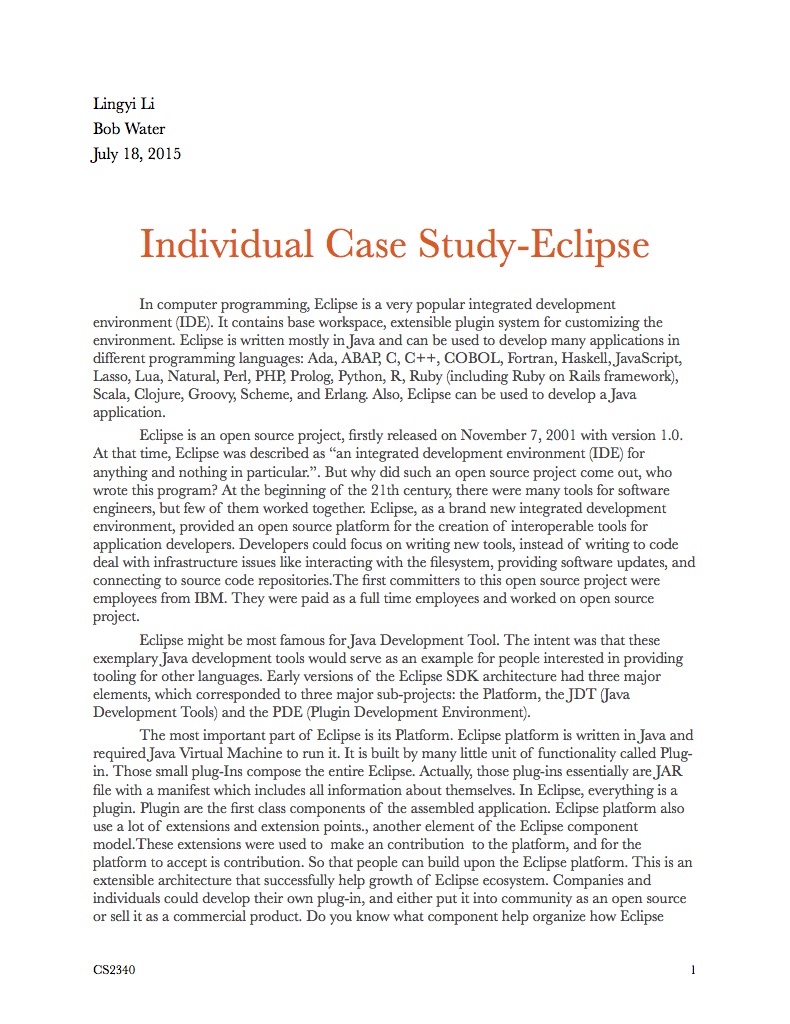 Lingyi Li
Bob Water
July 18, 2015
Individual Case Study-Eclipse
In computer programming, Eclipse is a very popular integrated development
environment (IDE). It contains base workspace, extensible plugin system for customizing the
environment. Eclipse is written mostly in Java and can be used to develop many applications in
different programming languages: Ada, ABAP, C, C++, COBOL, Fortran, Haskell, JavaScript,
Lasso, Lua, Natural, Perl, PHP, Prolog, Python, R, Ruby (including Ruby on Rails framework),
Scala, Clojure, Groovy, Scheme, and Erlang. Also, Eclipse can be used to develop a Java
application.
Eclipse is an open source project, firstly released on November 7, 2001 with version 1.0.
At that time, Eclipse was described as “an integrated development environment (IDE) for
anything and nothing in particular.”. But why did such an open source project come out, who
wrote this program? At the beginning of the 21th century, there were many tools for software
engineers, but few of them worked together. Eclipse, as a brand new integrated development
environment, provided an open source platform for the creation of interoperable tools for
application developers. Developers could focus on writing new tools, instead of writing to code
deal with infrastructure issues like interacting with the filesystem, providing software updates, and
connecting to source code repositories.The first committers to this open source project were
employees from IBM. They were paid as a full time employees and worked on open source
project.
Eclipse might be most famous for Java Development Tool. The intent was that these
exemplary Java development tools would serve as an example for people interested in providing
tooling for other languages. Early versions of the Eclipse SDK architecture had three major
elements, which corresponded to three major sub-projects: the Platform, the JDT (Java
Development Tools) and the PDE (Plugin Development Environment).
The most important part of Eclipse is its Platform. Eclipse platform is written in Java and
required Java Virtual Machine to run it. It is built by many little unit of functionality called Plug-
in. Those small plug-Ins compose the entire Eclipse. Actually, those plug-ins essentially are JAR
file with a manifest which includes all information about themselves. In Eclipse, everything is a
plugin. Plugin are the first class components of the assembled application. Eclipse platform also
use a lot of extensions and extension points., another element of the Eclipse component
model.These extensions were used to  make an contribution  to the platform, and for the
platform to accept is contribution. So that people can build upon the Eclipse platform. This is an
extensible architecture that successfully help growth of Eclipse ecosystem. Companies and
individuals could develop their own plug-in, and either put it into community as an open source
or sell it as a commercial product. Do you know what component help organize how Eclipse
CS2340 1